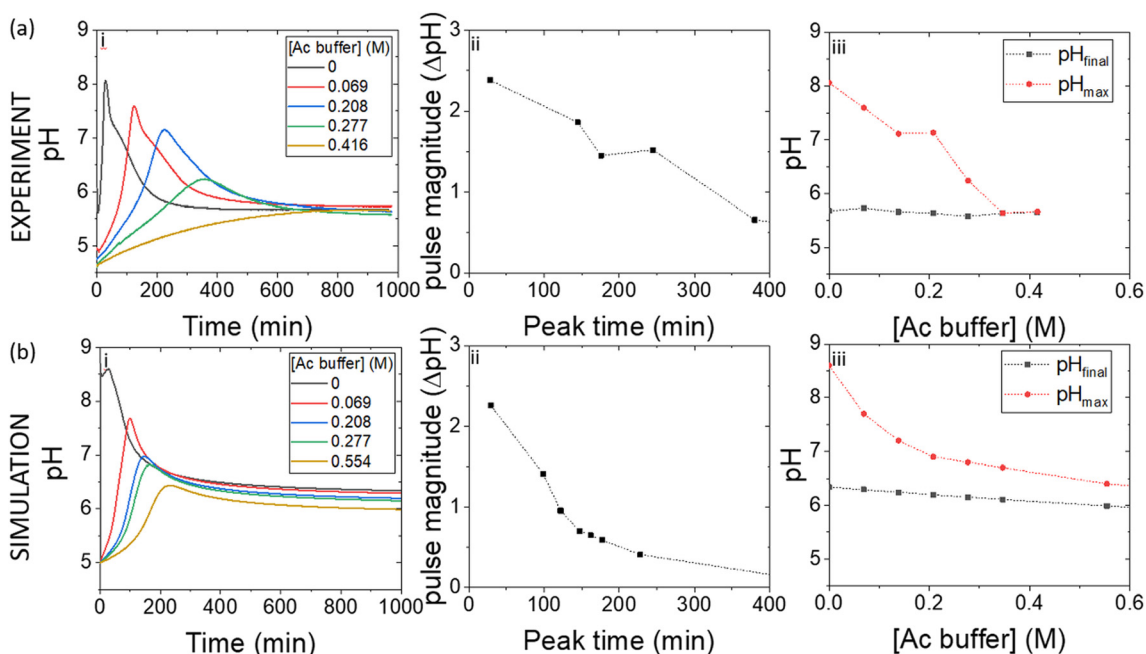 (a)
EXPERIMENT
i
pH
9
8
7
6
5
[Ac buffer] (M)
0
0.069
0.208
0.277
0.416
0 200 400 600 800 1000
Time (min)
ii
pulse magnitude (ΔpH)
3
2
1
0
0 100 200 300 400
Peak time (min)
iii
pH
9
8
7
6
5
pHfinal
pHmax
0.0 0.2 0.4 0.6
[Ac buffer] (M)
(b)
SIMULATION
i
pH
9
8
7
6
5
[Ac buffer] (M)
0
0.069
0.208
0.277
0.554
0 200 400 600 800 1000
Time (min)
ii
pulse magnitude (ΔpH)
3
2
1
0
0 100 200 300 400
Peak time (min)
iii
pH
9
8
7
6
5
pHfinal
pHmax
0.0 0.2 0.4 0.6
[Ac buffer] (M)